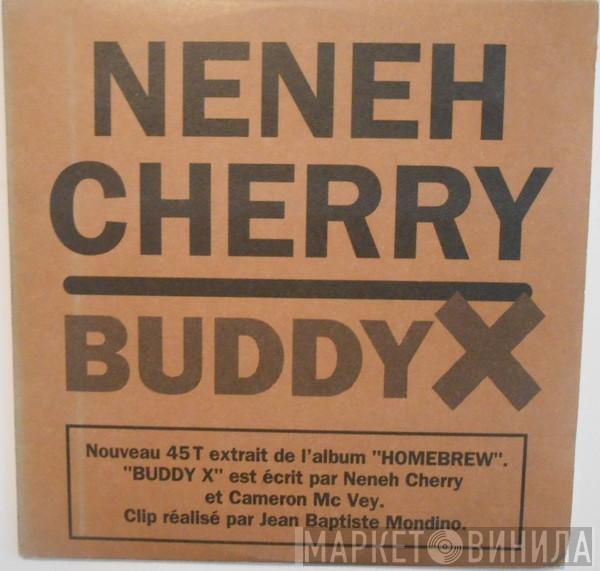 NENEH
CHERRY
BUDDY X
Nouveau 45 T extrait de l'album "HOMEBREW".
"BUDDY X" est écrit par Neneh Cherry
et Cameron Mc Vey.
Clip réalisé par Jean Baptiste Mondino.
МАРКЕТ ВИНИЛА